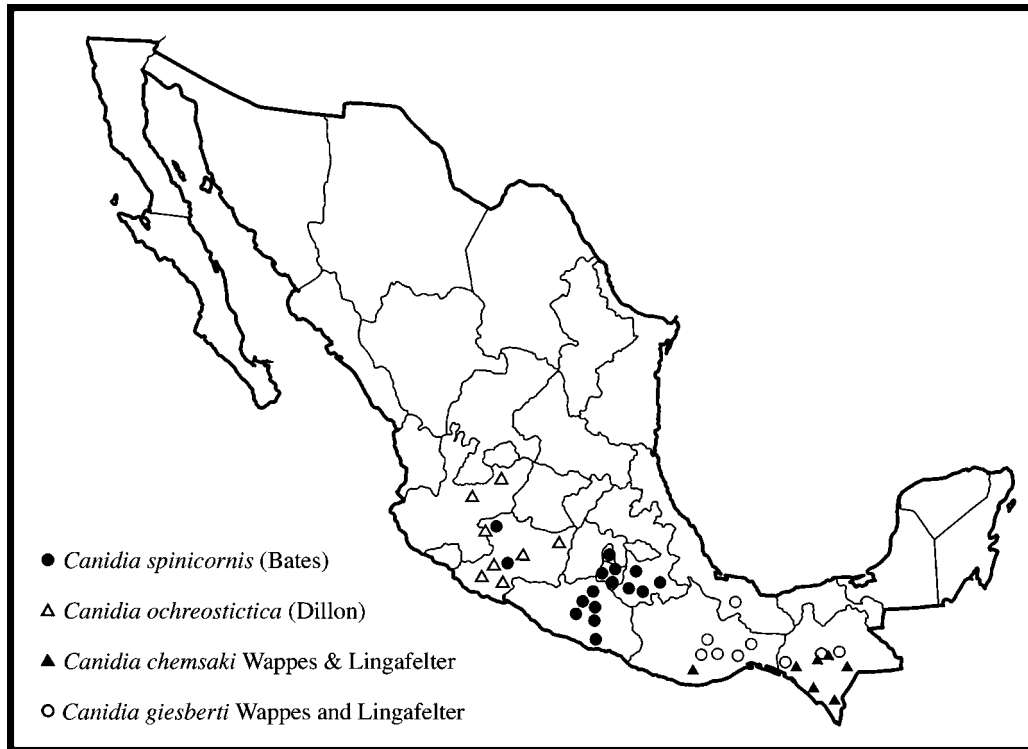 Canidia spinicornis (Bates)
Canidia ochreostictica (Dillon)
Canidia chemsaki Wappes & Lingafelter
Canidia giesberti Wappes and Lingafelter